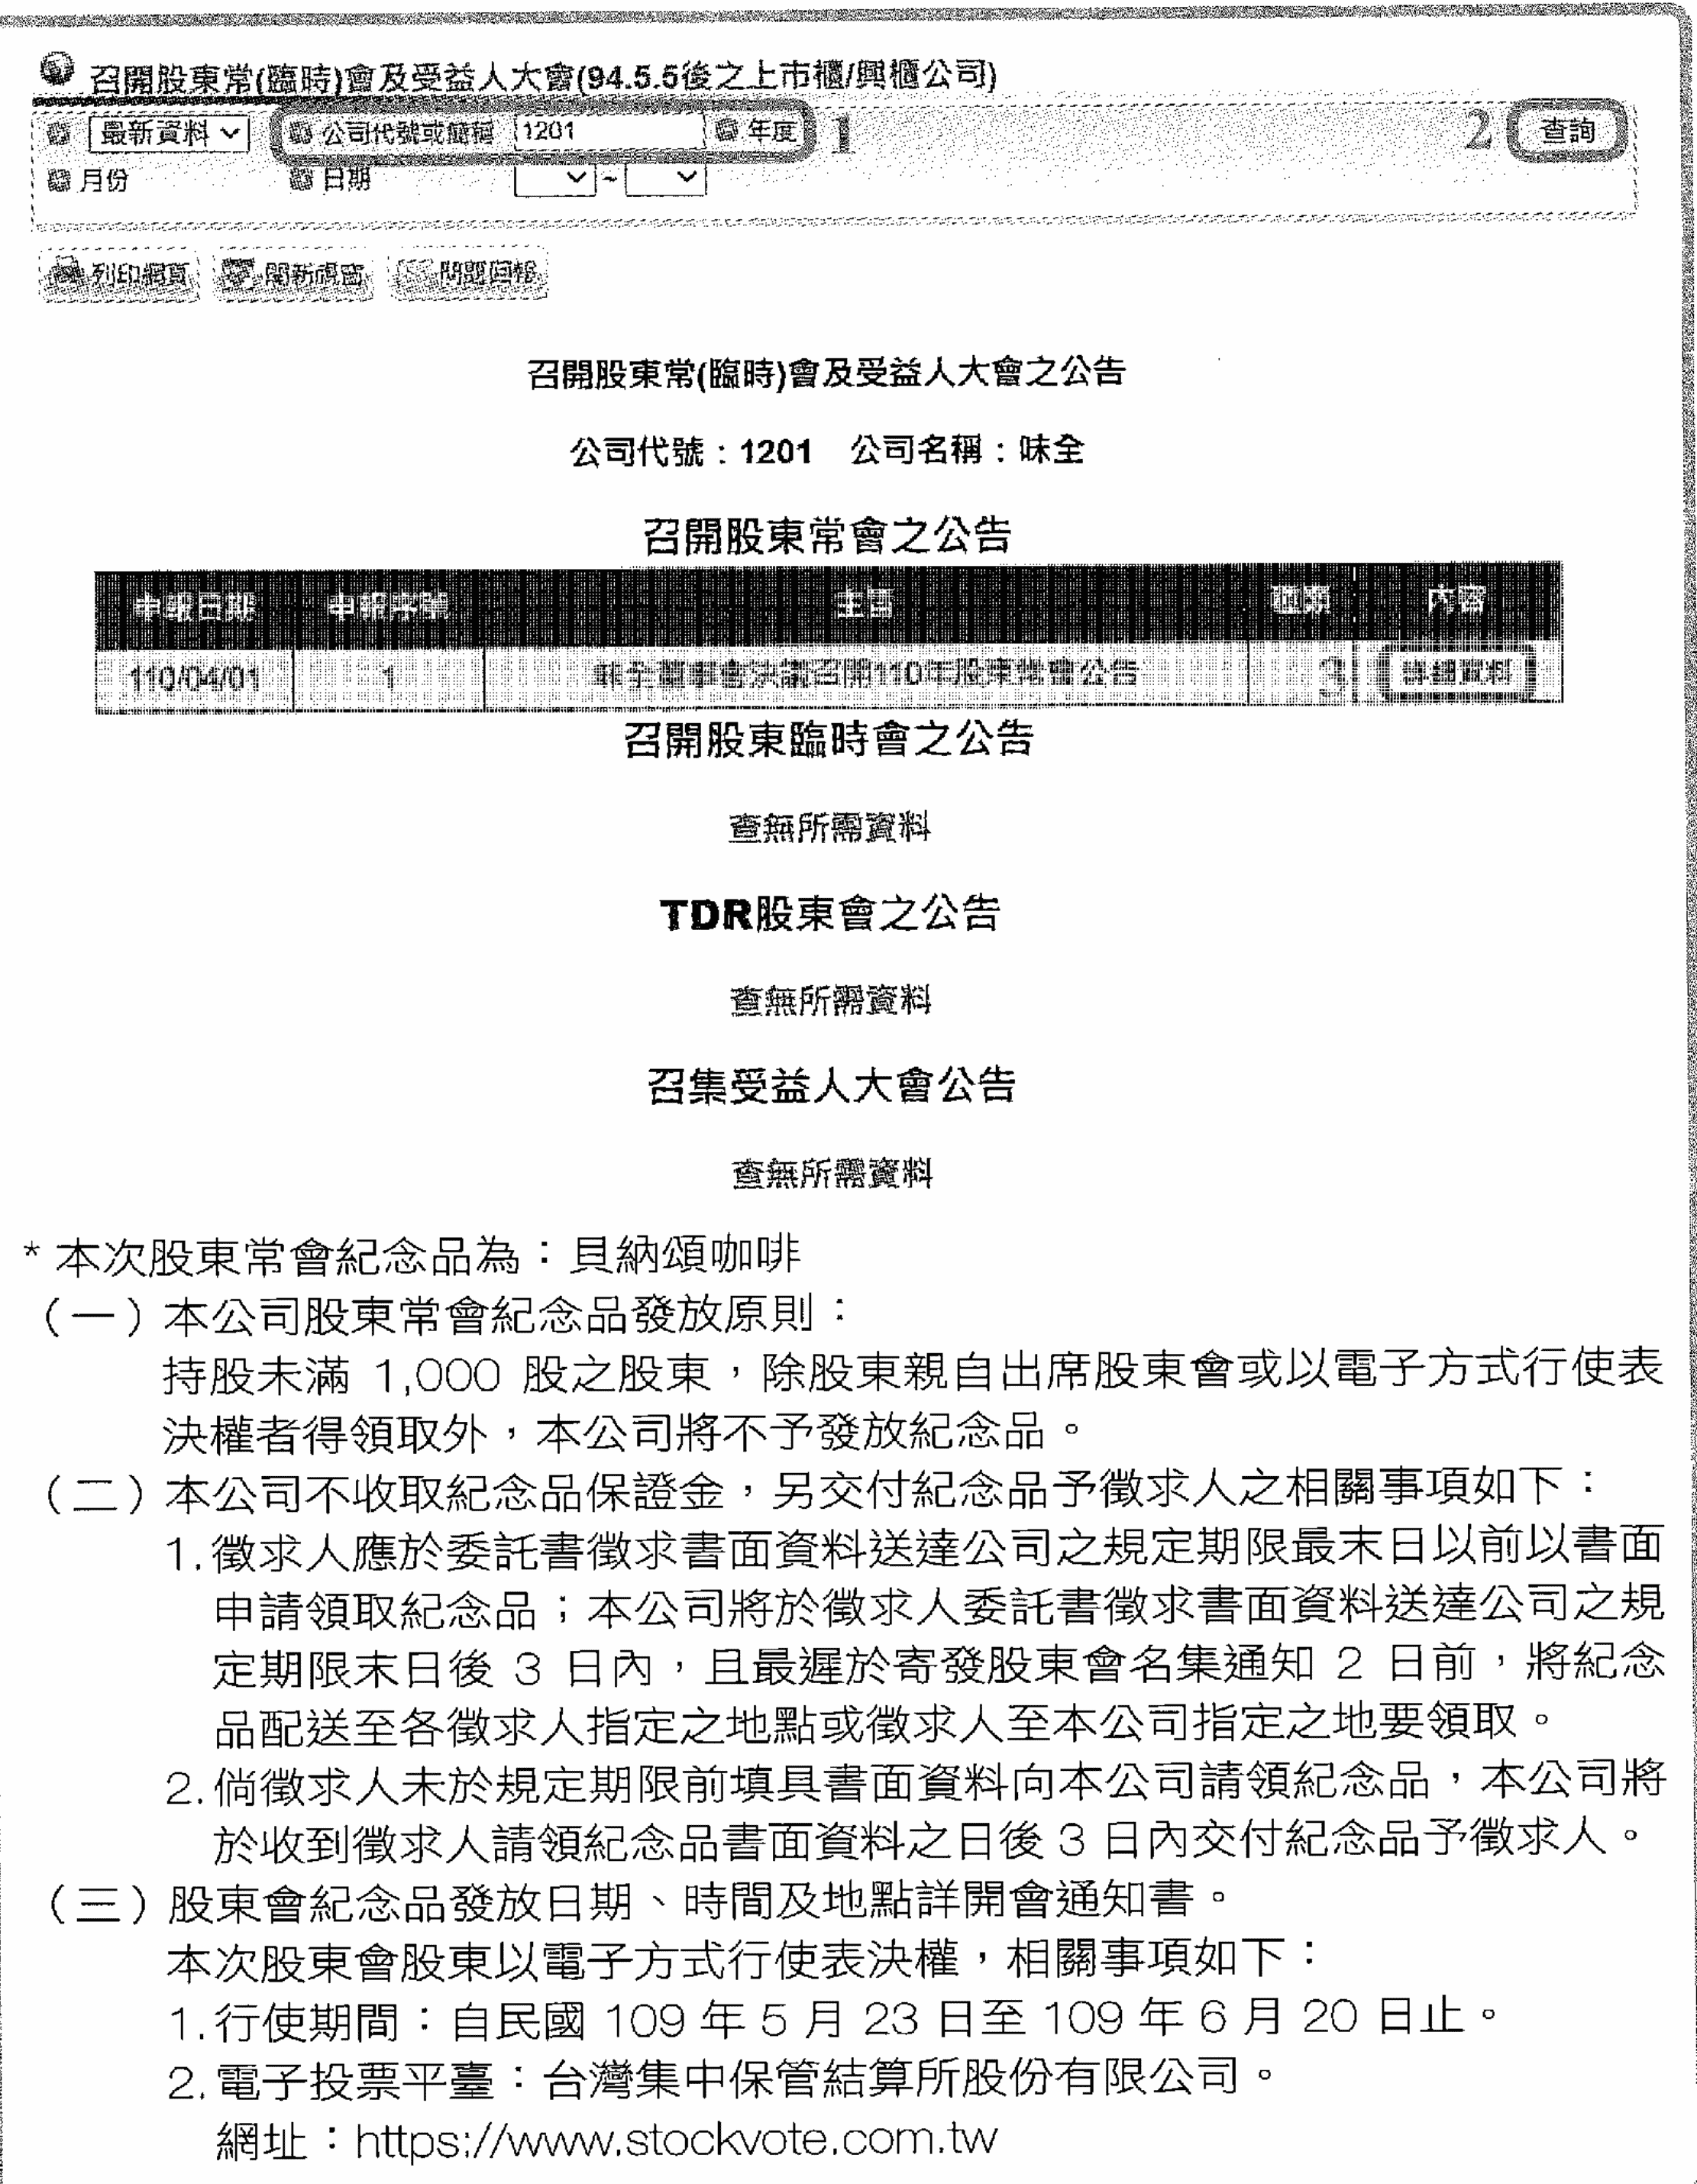 召開股東常(臨時)會及受益人大會(94.5.5後之上市櫃/興櫃公司)
最新資料 公司代號或簡稱 1201 年度 1 2 查詢
月份 日期 ~
列印網頁 開新視窗 問題回報
召開股東常(臨時)會及受益人大會之公告
公司代號：1201 公司名稱：味全
召開股東常會之公告
申報日期 申報序號 主旨 種類 內容
110/04/01 1 味全董事會決議召開110年股東常會公告 3 詳細資料
召開股東臨時會之公告
查無所需資料
TDR股東會之公告
查無所需資料
召集受益人大會公告
查無所需資料
* 本次股東常會紀念品為：貝納頌咖啡
（一）本公司股東常會紀念品發放原則：
持股未滿 1,000 股之股東，除股東親自出席股東會或以電子方式行使表
決權者得領取外，本公司將不予發放紀念品。
（二）本公司不收取紀念品保證金，另交付紀念品予徵求人之相關事項如下：
1.徵求人應於委託書徵求書面資料送達公司之規定期限最末日以前以書面
申請領取紀念品；本公司將於徵求人委託書徵求書面資料送達公司之規
定期限末日後 3 日內，且最遲於寄發股東會名集通知 2 日前，將紀念
品配送至各徵求人指定之地點或徵求人至本公司指定之地要領取。
2.倘徵求人未於規定期限前填具書面資料向本公司請領紀念品，本公司將
於收到徵求人請領紀念品書面資料之日後 3 日內交付紀念品予徵求人。
（三）股東會紀念品發放日期、時間及地點詳開會通知書。
本次股東會股東以電子方式行使表決權，相關事項如下：
1.行使期間：自民國 109 年 5 月 23 日至 109 年 6 月 20 日止。
2.電子投票平臺：台灣集中保管結算所股份有限公司。
網址：https://www.stockvote.com.tw